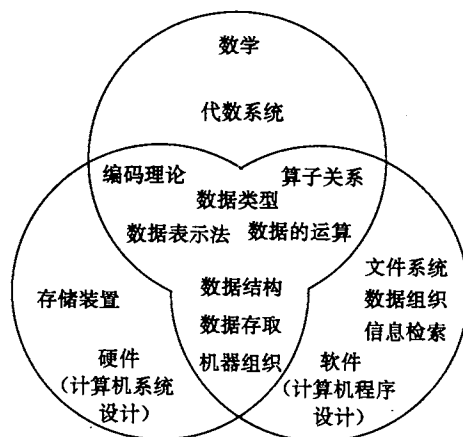 数学
代数系统
编码理论
算子关系
数据类型
数据表示法
数据的运算
文件系统
数据结构
数据组织
存储装置
数据存取
信息检索
机器组织
硬件
(计算机系统
设计)
软件
(计算机程序
设计)